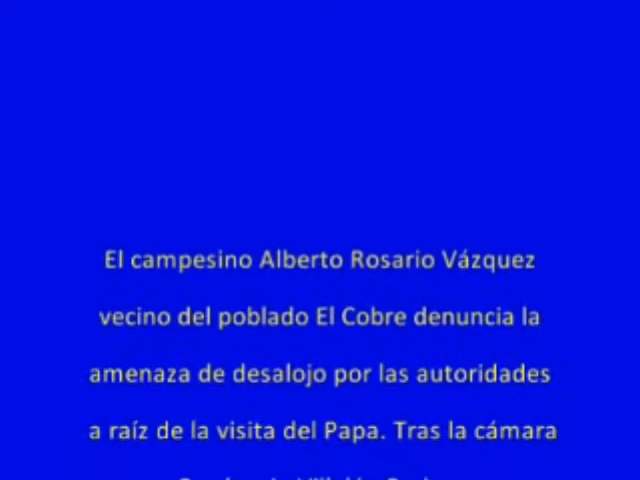 El campesino Alberto Rosario Vázquez
vecino del poblado El Cobre denuncia la
amenaza de desalojo por las autoridades
a raíz de la visita del Papa. Tras la cámara